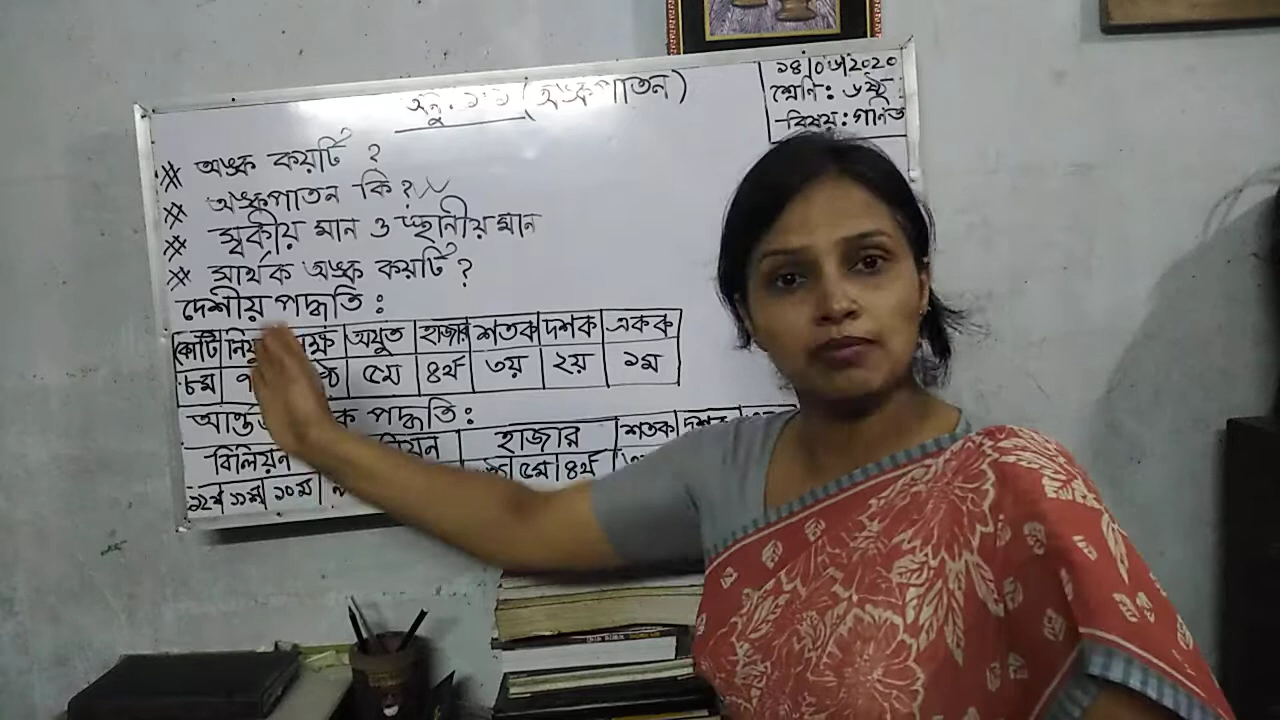 অনু: ১.১ (অঙ্কপাতন)
১৪|০৬|২০২০
শ্রেণি: ৬ষ্ঠ
বিষয়: গণিত
※ অঙ্ক কয়টি ?
※ অঙ্কপাতন কি ?
※ স্বকীয় মান ও স্থানীয় মান
※ সার্থক অঙ্ক কয়টি ?
দেশীয় পদ্ধতি :
কোটি অযুত হাজার শতক দশক একক
৮ম ৫ম ৪র্থ ৩য় ২য় ১ম
পদ্ধতি :
বিলিয়ন হাজার শতক
১২শ ১১শ ১০ম ৫ম ৪র্থ